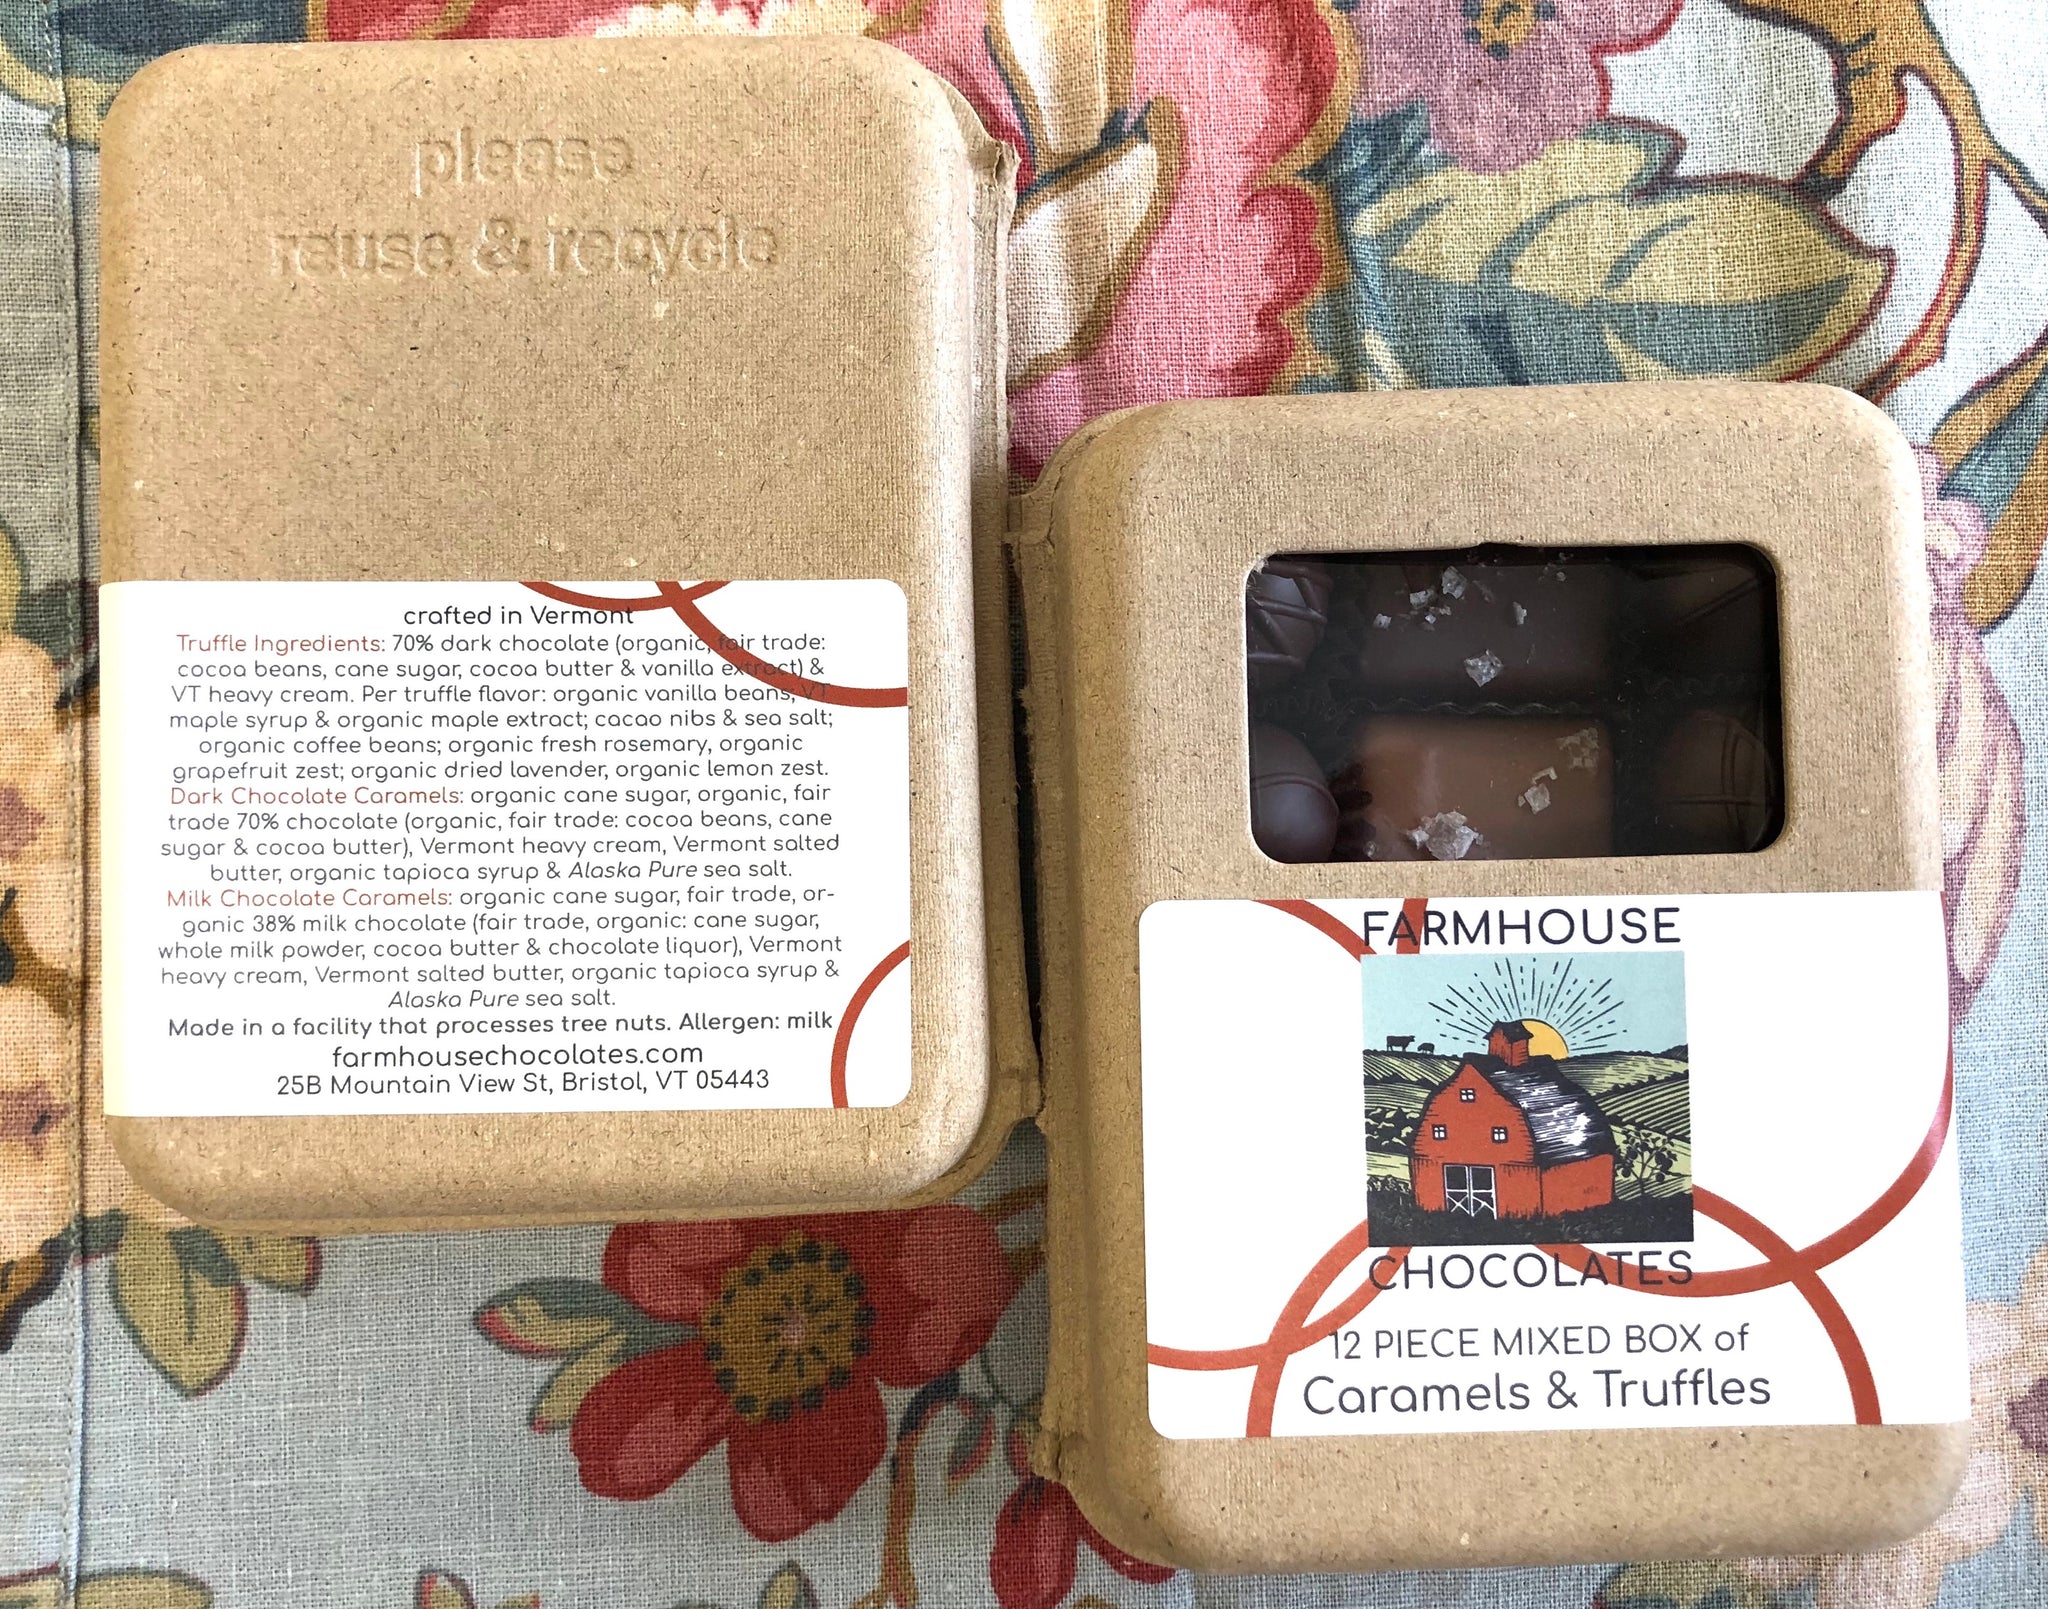 please
reuse & recycle
crafted in Vermont
Truffle Ingredients: 70% dark chocolate (organic, fair trade:
cocoa beans, cane sugar, cocoa butter & vanilla extract) &
VT heavy cream. Per truffle flavor: organic vanilla beans; VT
maple syrup & organic maple extract; cacao nibs & sea salt;
organic coffee beans; organic fresh rosemary, organic
grapefruit zest; organic dried lavender, organic lemon zest.
Dark Chocolate Caramels: organic cane sugar, organic, fair
trade 70% chocolate (organic, fair trade: cocoa beans, cane
sugar & cocoa butter), Vermont heavy cream, Vermont salted
butter, organic tapioca syrup & Alaska Pure sea salt.
Milk Chocolate Caramels: organic cane sugar, fair trade, or-
ganic 38% milk chocolate (fair trade, organic: cane sugar,
whole milk powder, cocoa butter & chocolate liquor), Vermont
heavy cream, Vermont salted butter, organic tapioca syrup &
Alaska Pure sea salt.
Made in a facility that processes tree nuts. Allergen: milk
farmhousechocolates.com
25B Mountain View St, Bristol, VT 05443
FARMHOUSE
CHOCOLATES
12 PIECE MIXED BOX of
Caramels & Truffles